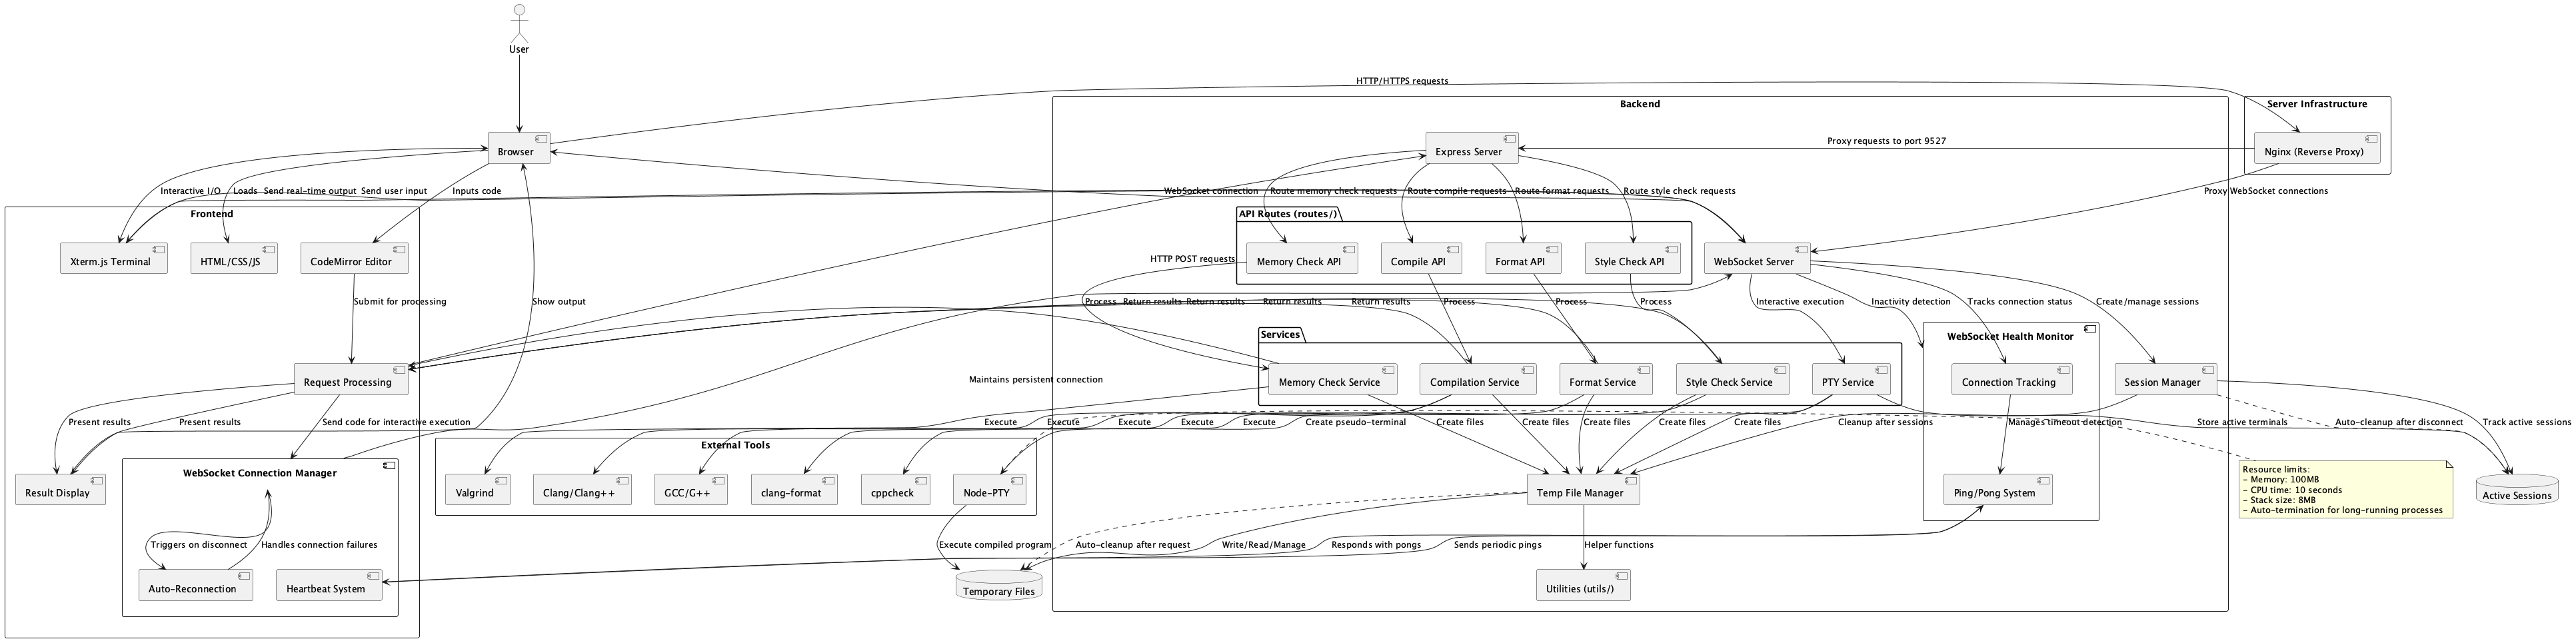 User
HTTP/HTTPS requests
Backend
Server Infrastructure
Browser
Express Server
Proxy requests to port 9527
Nginx (Reverse Proxy)
Interactive I/O
Loads
Send real-time output
Send user input
Inputs code
WebSocket connection
Route memory check requests
Route compile requests
Route format requests
Route style check requests
Proxy WebSocket connections
Frontend
API Routes (routes/)
Xterm.js Terminal
HTML/CSS/JS
CodeMirror Editor
HTTP POST requests
Memory Check API
Compile API
Format API
Style Check API
WebSocket Server
Submit for processing
Show output
Process
Return results
Return results
Return results
Return results
Process
Process
Process
Interactive execution
Inactivity detection
Tracks connection status
Create/manage sessions
Services
WebSocket Health Monitor
Request Processing
Maintains persistent connection
Memory Check Service
Compilation Service
Format Service
Style Check Service
PTY Service
Connection Tracking
Session Manager
Present results
Present results
Send code for interactive execution
Execute
Execute
Execute
Execute
Execute
Create pseudo-terminal
Create files
Create files
Create files
Create files
Create files
Cleanup after sessions
Manages timeout detection
Store active terminals
Auto-cleanup after disconnect
Track active sessions
External Tools
WebSocket Connection Manager
Result Display
Valgrind
Clang/Clang++
GCC/G++
clang-format
cppcheck
Node-PTY
Temp File Manager
Ping/Pong System
Resource limits:
- Memory: 100MB
- CPU time: 10 seconds
- Stack size: 8MB
- Auto-termination for long-running processes
Active Sessions
Triggers on disconnect
Handles connection failures
Execute compiled program
Auto-cleanup after request
Write/Read/Manage
Responds with pongs
Sends periodic pings
Helper functions
Auto-Reconnection
Heartbeat System
Temporary Files
Utilities (utils/)